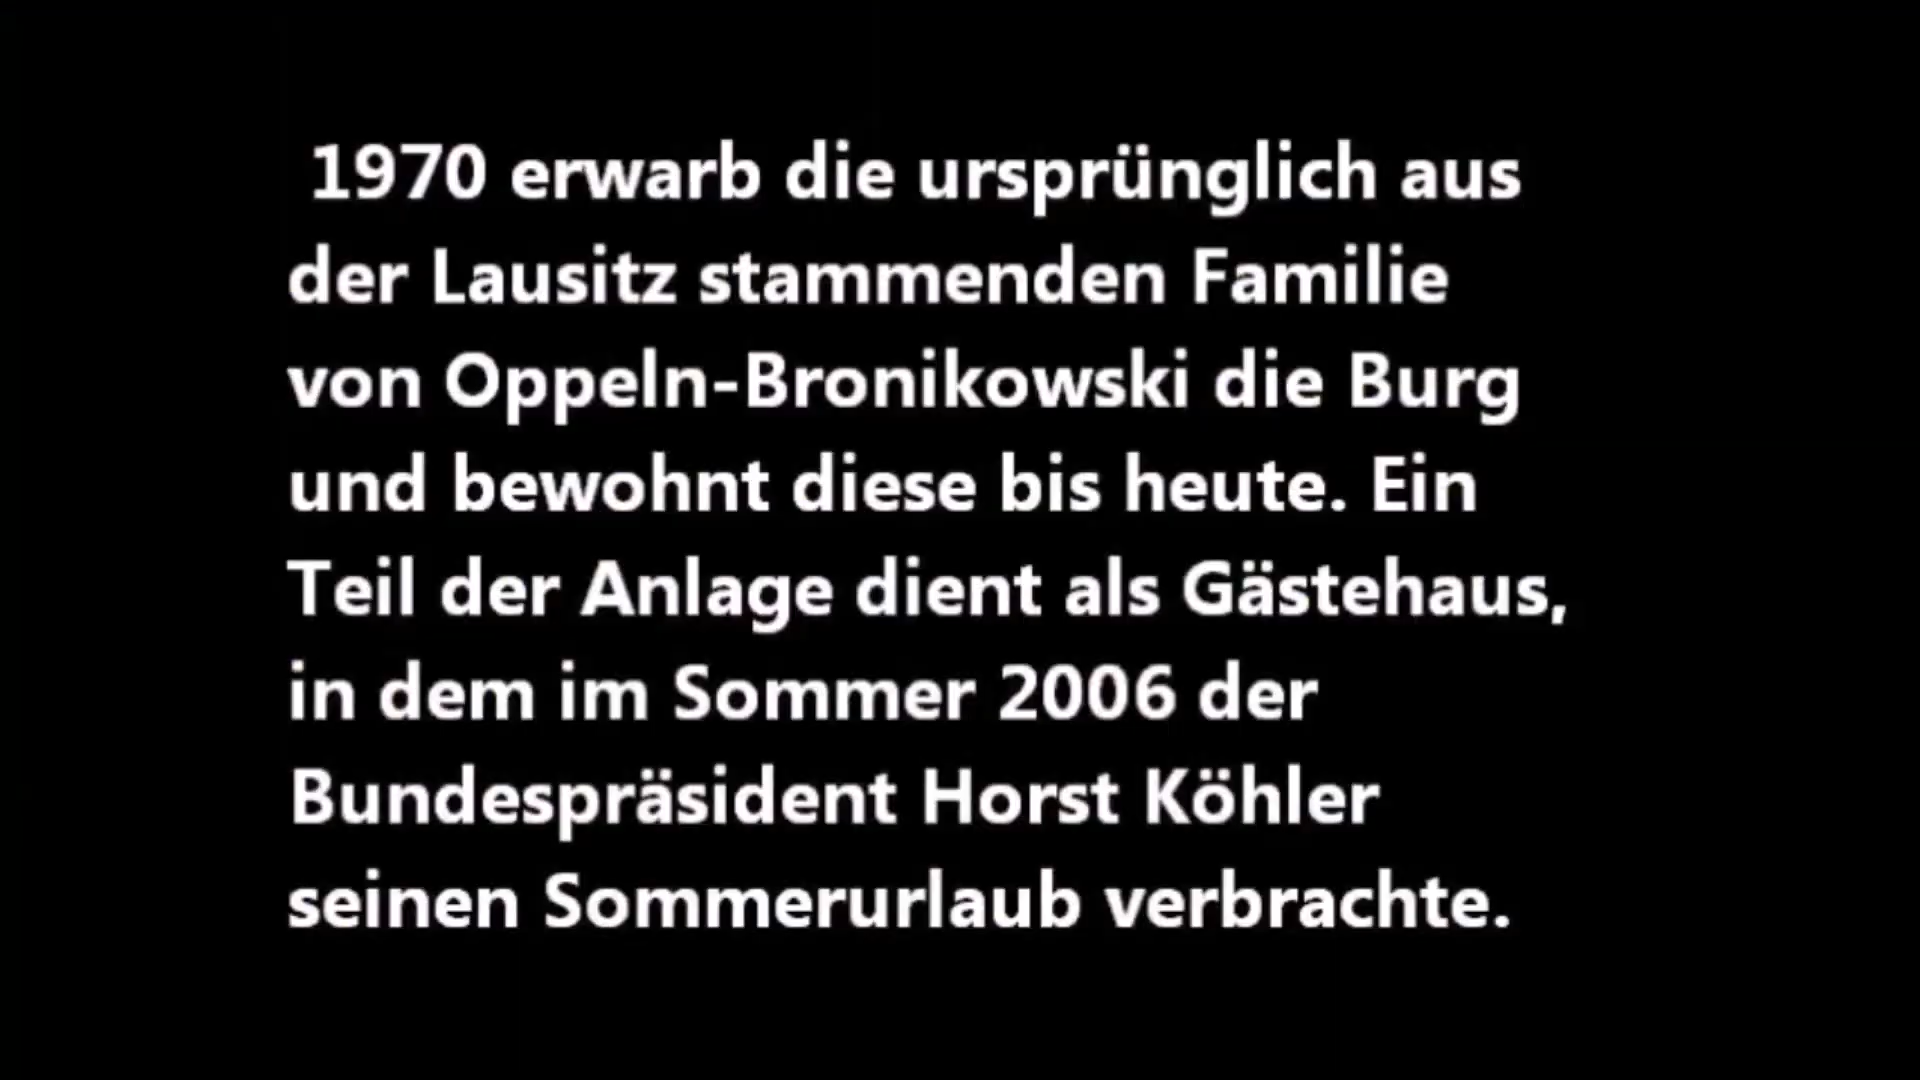 1970 erwarb die ursprünglich aus
der Lausitz stammenden Familie
von Oppeln-Bronikowski die Burg
und bewohnt diese bis heute. Ein
Teil der Anlage dient als Gästehaus,
in dem im Sommer 2006 der
Bundespräsident Horst Köhler
seinen Sommerurlaub verbrachte.